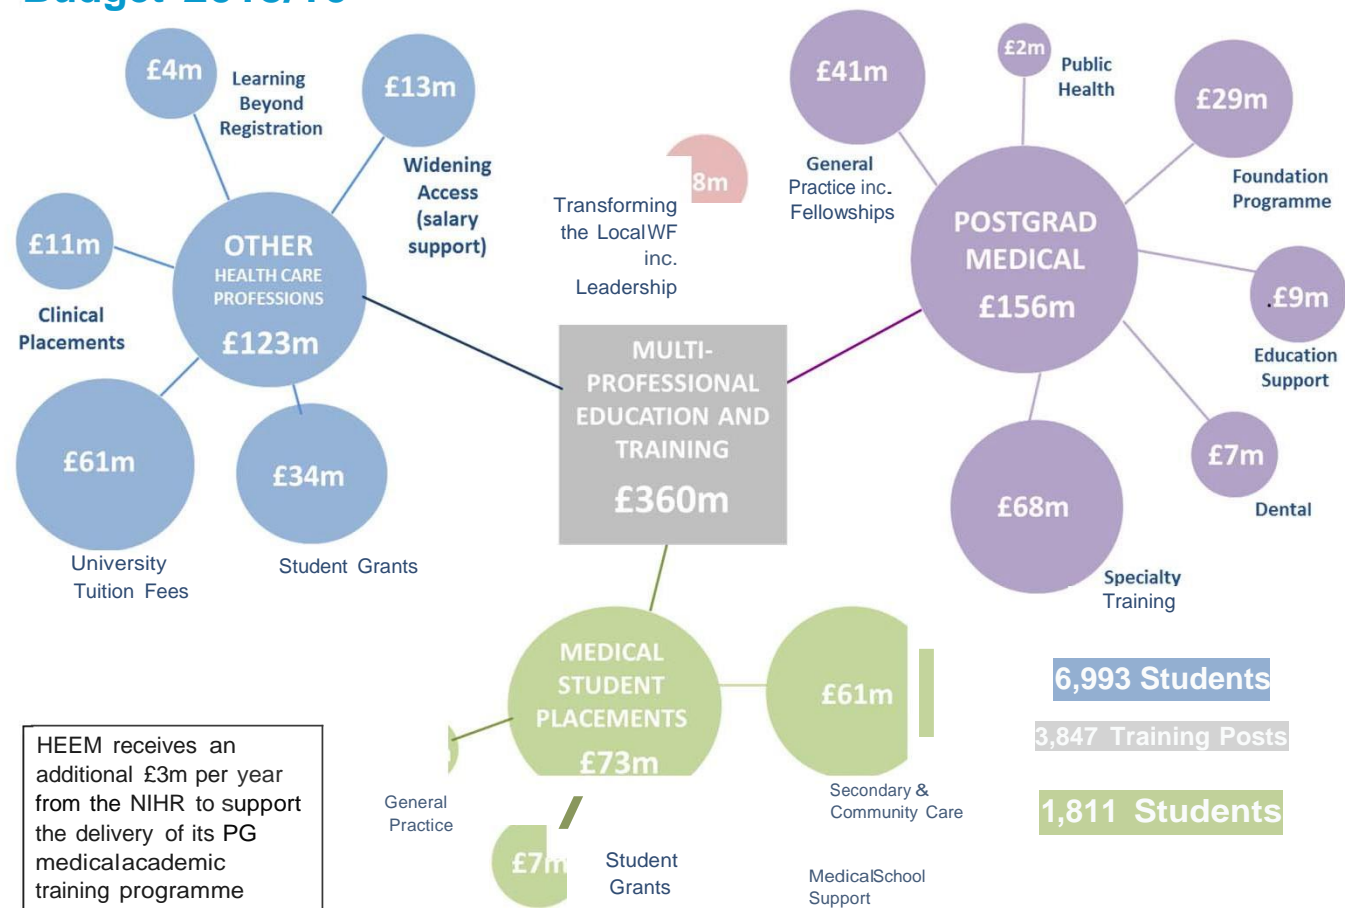 £4m
Learning
Beyond
Registration
£13m
Widening
Access
(salary
support)
£11m
Clinical
Placements
OTHER
HEALTH CARE
PROFESSIONS
£123m
£61m
University
Tuition Fees
£34m
Student Grants
8m
Transforming
the LocalWF
inc.
Leadership
MULTI-
PROFESSIONAL
EDUCATION AND
TRAINING
£360m
£41m
General
Practice inc.
Fellowships
£2m
Public
Health
£29m
Foundation
Programme
POSTGRAD
MEDICAL
£156m
.£9m
Education
Support
£7m
Dental
£68m
Specialty
Training
MEDICAL
STUDENT
PLACEMENTS
£73m
£61m
Secondary &
Community Care
General
Practice
£7m
Student
Grants
MedicalSchool
Support
6,993 Students
3,847 Training Posts
1,811 Students
HEEM receives an
additional £3m per year
from the NIHR to support
the delivery of its PG
medicalacademic
training programme